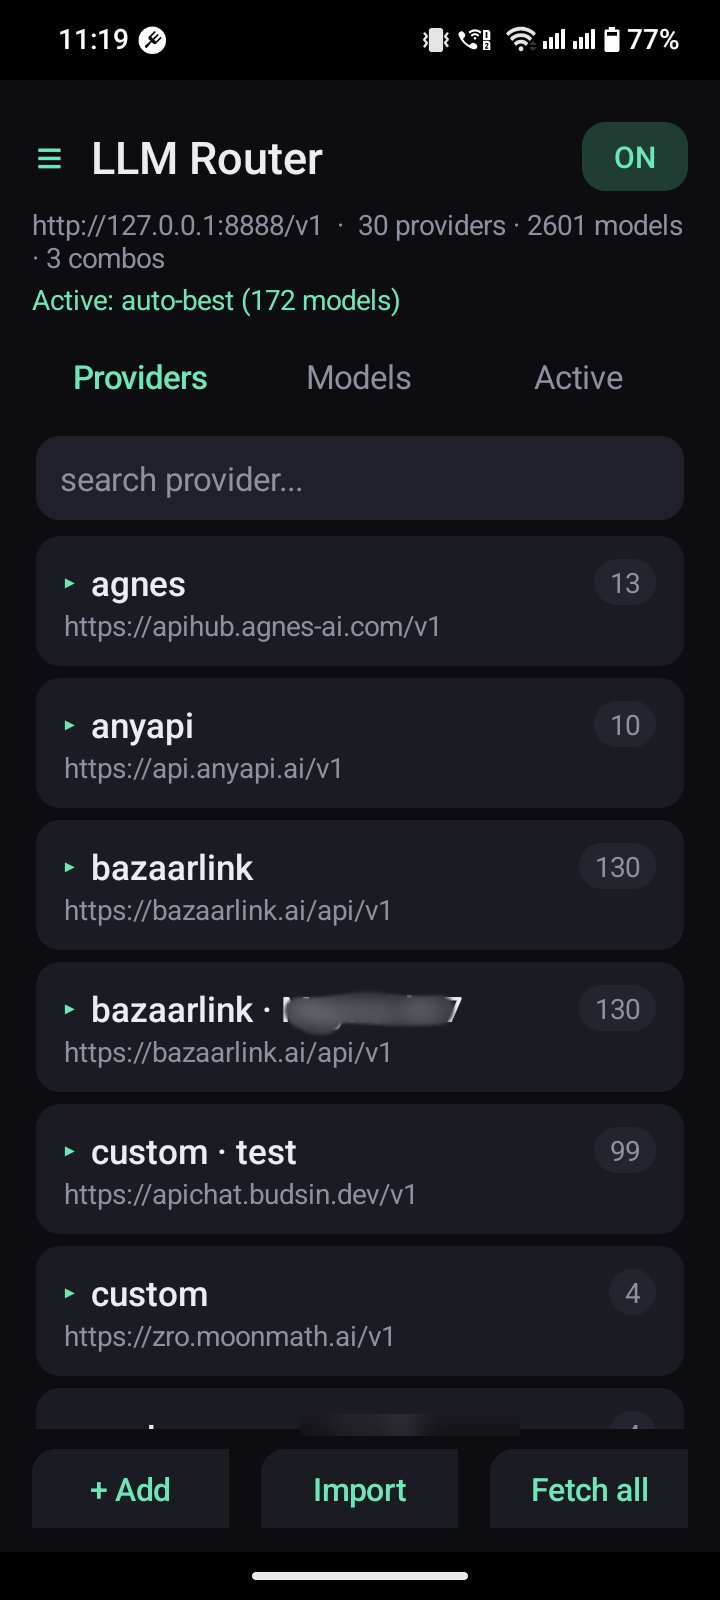 11:19 77%
LLM Router ON
http://127.0.0.1:8888/v1 · 30 providers · 2601 models
· 3 combos
Active: auto-best (172 models)
Providers Models Active
search provider...
agnes 13
https://apihub.agnes-ai.com/v1
anyapi 10
https://api.anyapi.ai/v1
bazaarlink 130
https://bazaarlink.ai/api/v1
bazaarlink · 130
https://bazaarlink.ai/api/v1
custom · test 99
https://apichat.budsin.dev/v1
custom 4
https://zro.moonmath.ai/v1
+ Add Import Fetch all